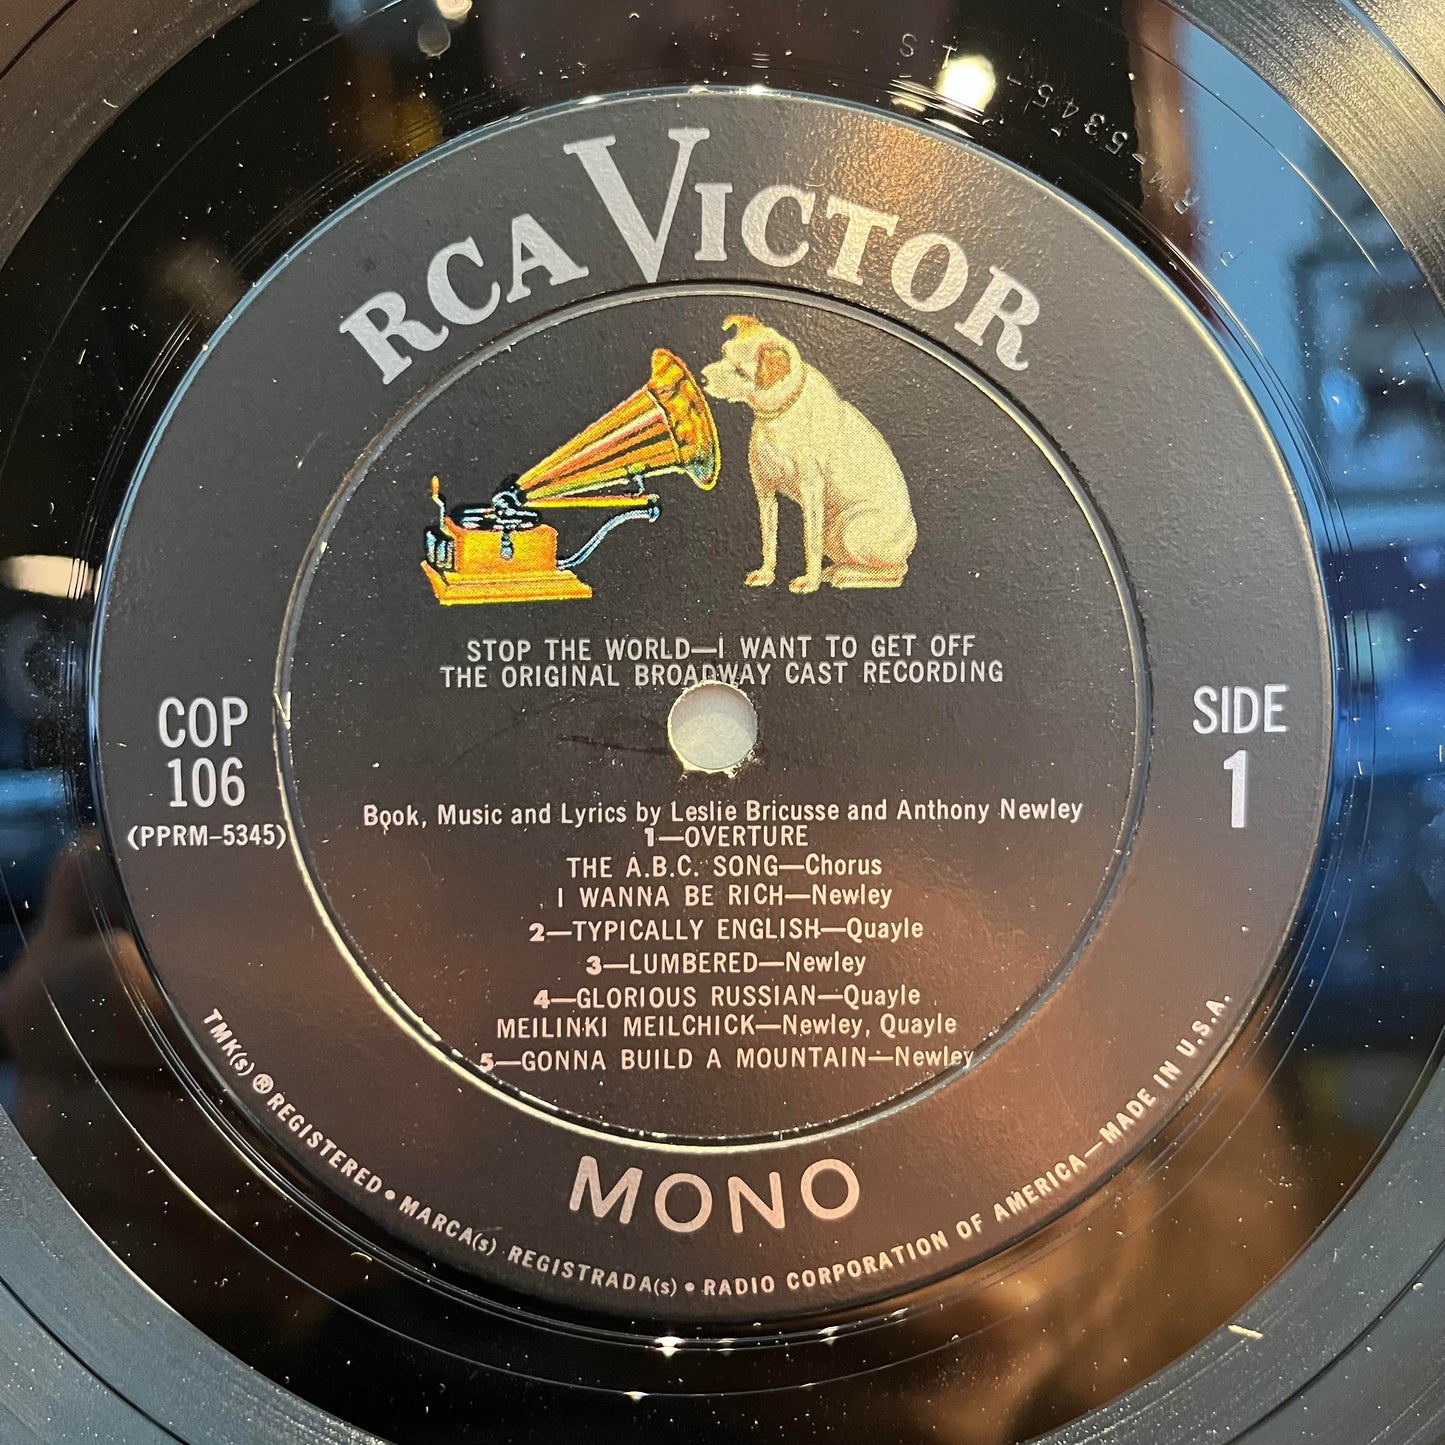 RCA VICTOR
STOP THE WORLD—I WANT TO GET OFF
THE ORIGINAL BROADWAY CAST RECORDING
COP
106
(PPRM-5345)
SIDE
1
Book, Music and Lyrics by Leslie Bricusse and Anthony Newley
1—OVERTURE
THE A.B.C. SONG—Chorus
I WANNA BE RICH—Newley
2—TYPICALLY ENGLISH—Quayle
3—LUMBERED—Newley
4—GLORIOUS RUSSIAN—Quayle
MEILINKI MEILCHICK—Newley, Quayle
5—GONNA BUILD A MOUNTAIN—Newley
MONO
TMK(s) ® REGISTERED • MARCA(s) REGISTRADA(s) • RADIO CORPORATION OF AMERICA—MADE IN U.S.A.